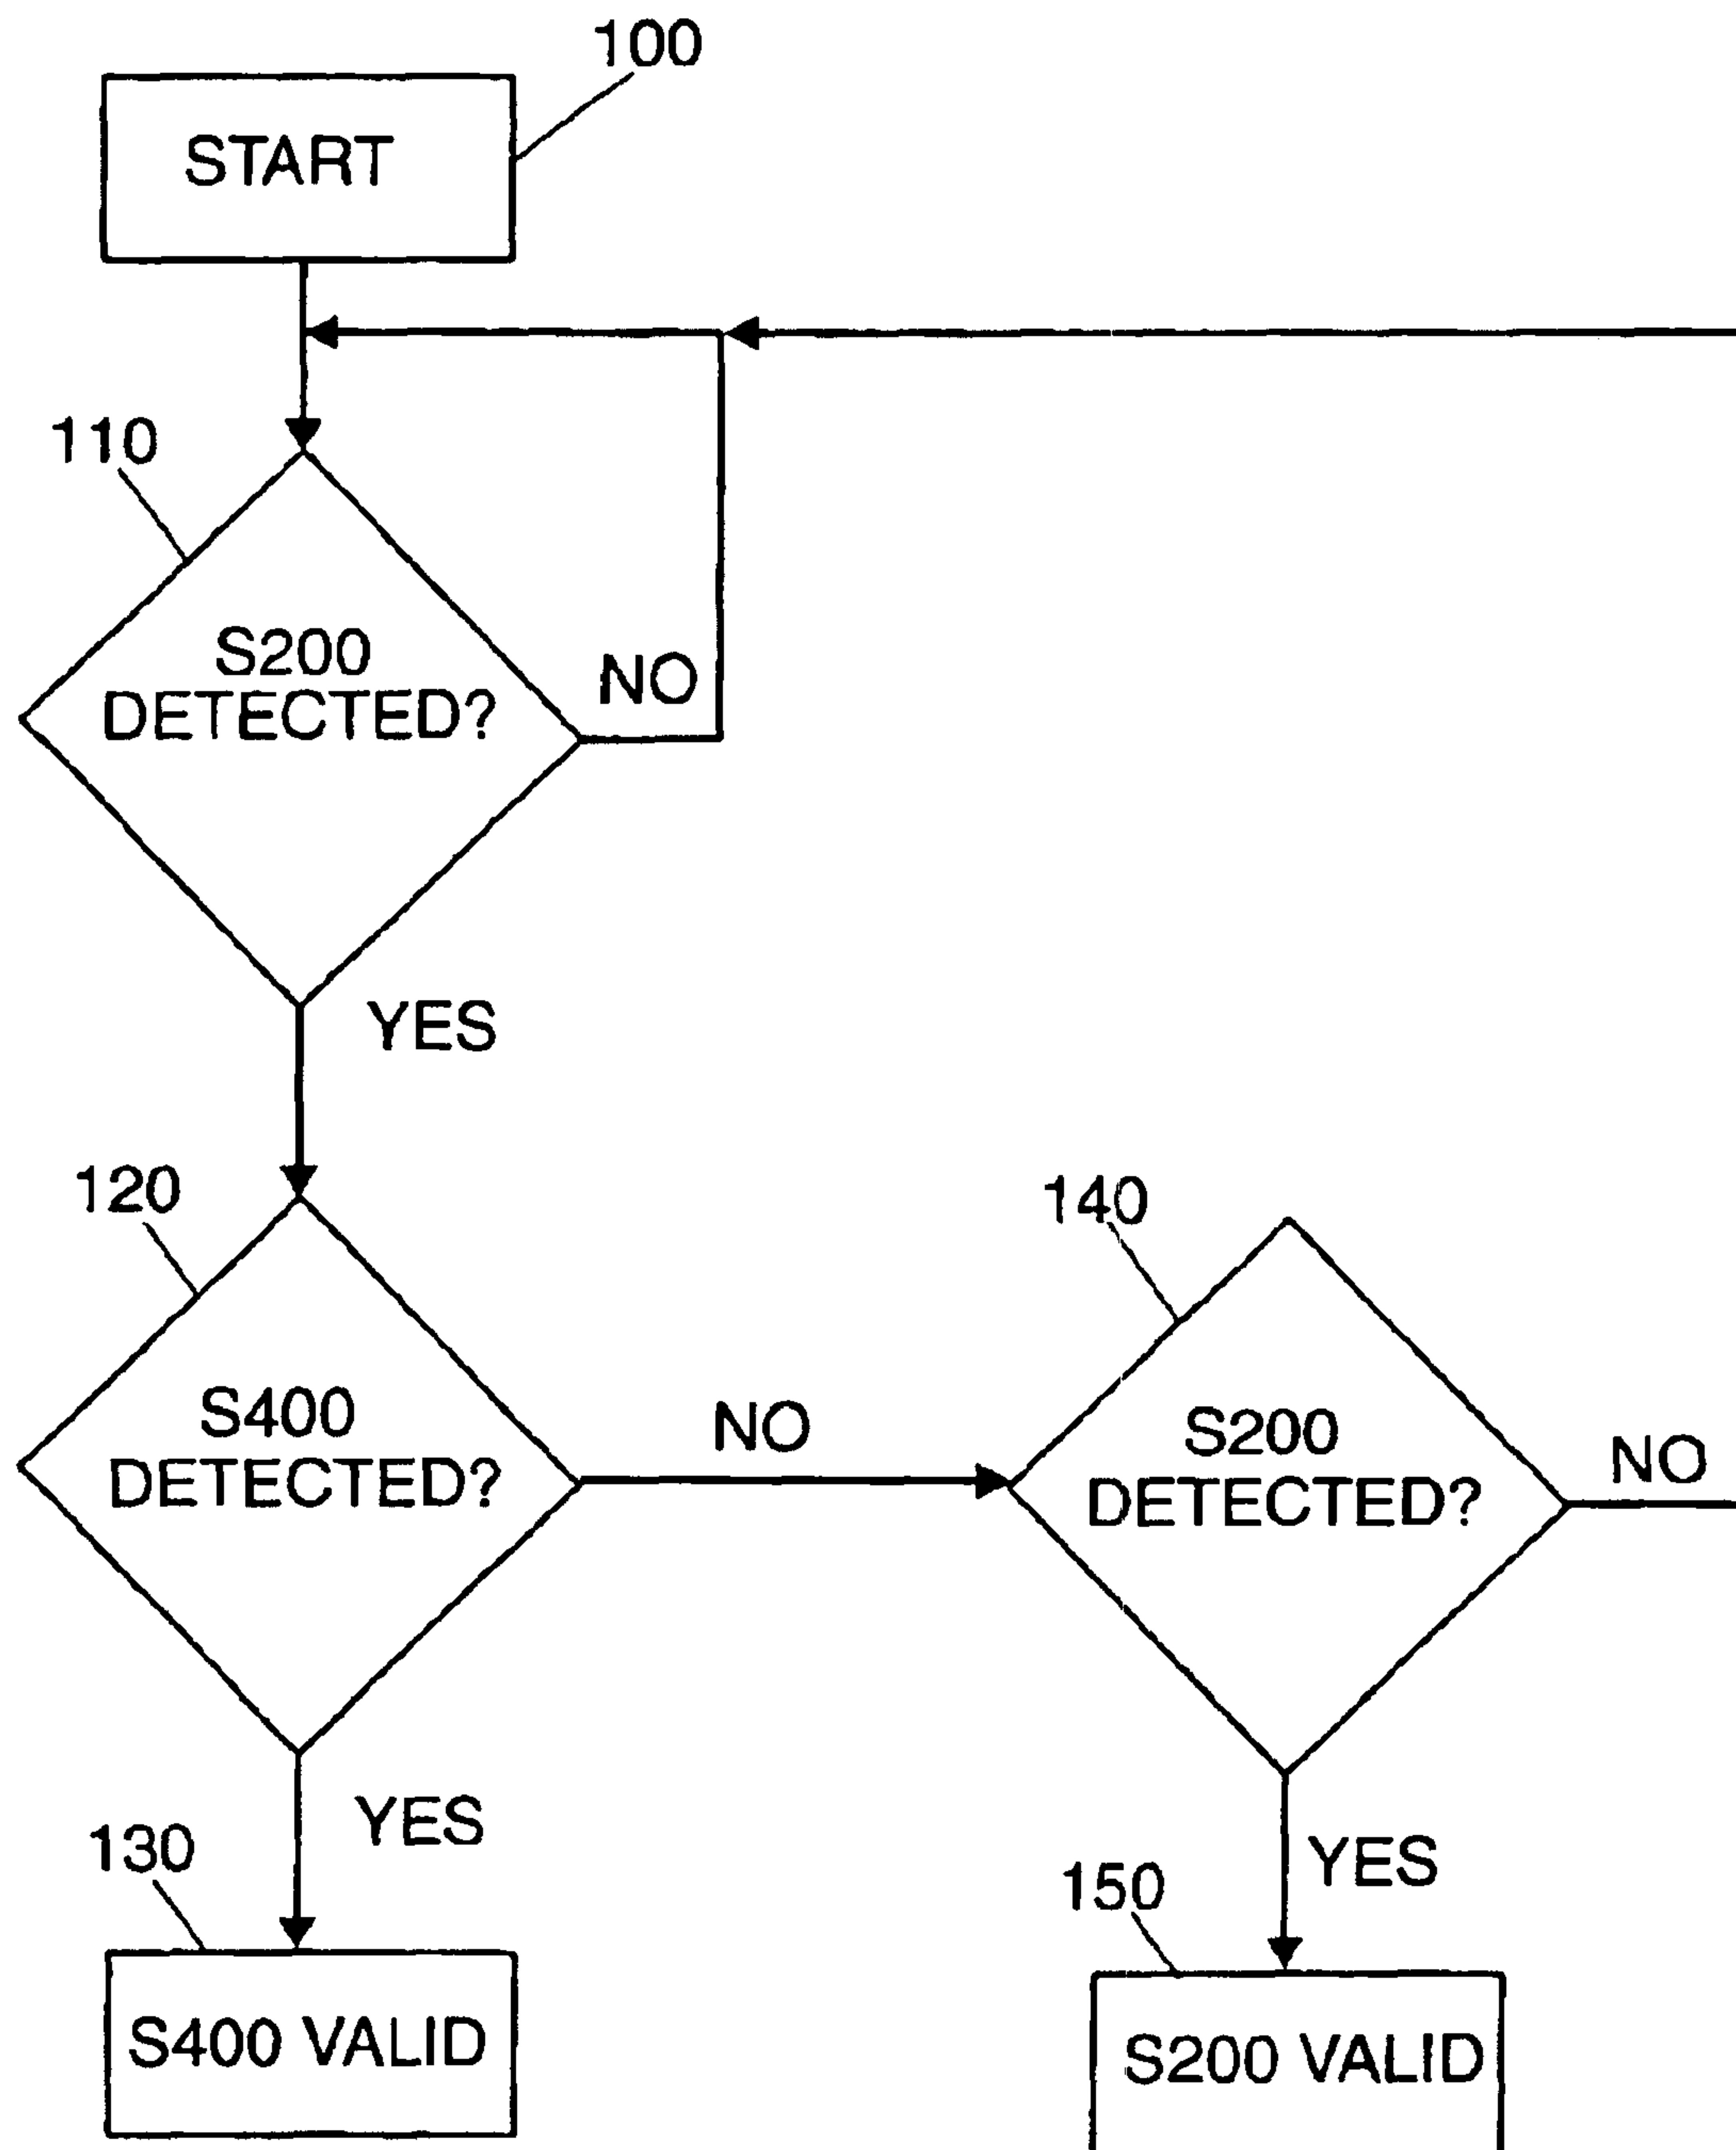 100
START
110
S200
DETECTED?
NO
YES
120
S400
DETECTED?
NO
140
S200
DETECTED?
NO
YES
130
S400 VALID
YES
150
S200 VALID